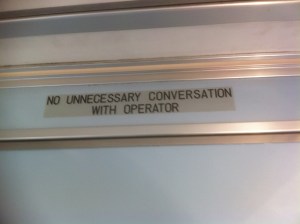 NO UNNECESSARY CONVERSATION
WITH OPERATOR